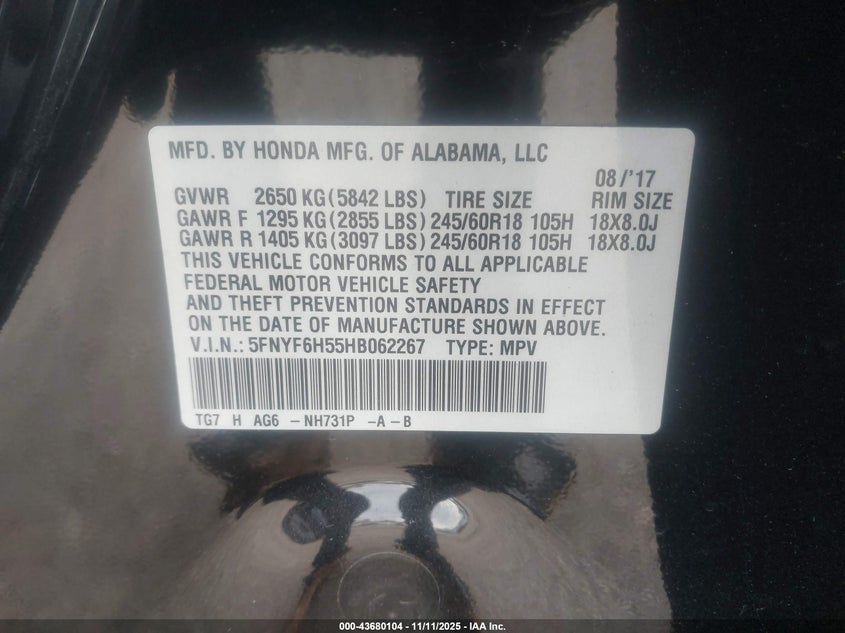 MFD. BY HONDA MFG. OF ALABAMA, LLC
08/'17
GVWR 2650 KG (5842 LBS) TIRE SIZE RIM SIZE
GAWR F 1295 KG (2855 LBS) 245/60R18 105H 18X8.0J
GAWR R 1405 KG (3097 LBS) 245/60R18 105H 18X8.0J
THIS VEHICLE CONFORMS TO ALL APPLICABLE
FEDERAL MOTOR VEHICLE SAFETY
AND THEFT PREVENTION STANDARDS IN EFFECT
ON THE DATE OF MANUFACTURE SHOWN ABOVE.
V.I.N.: 5FNYF6H55HB062267 TYPE: MPV
TG7 H AG6 – NH731P –A – B
000-43680104 - 11/11/2025 - IAA Inc.